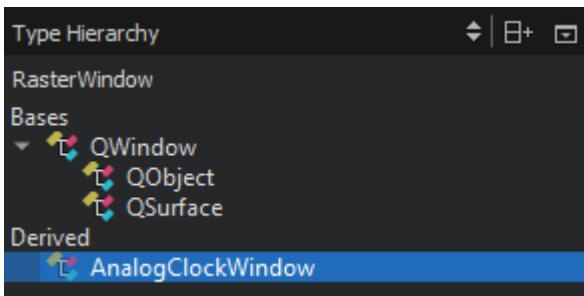 Type Hierarchy
RasterWindow
Bases
QWindow
QObject
QSurface
Derived
AnalogClockWindow